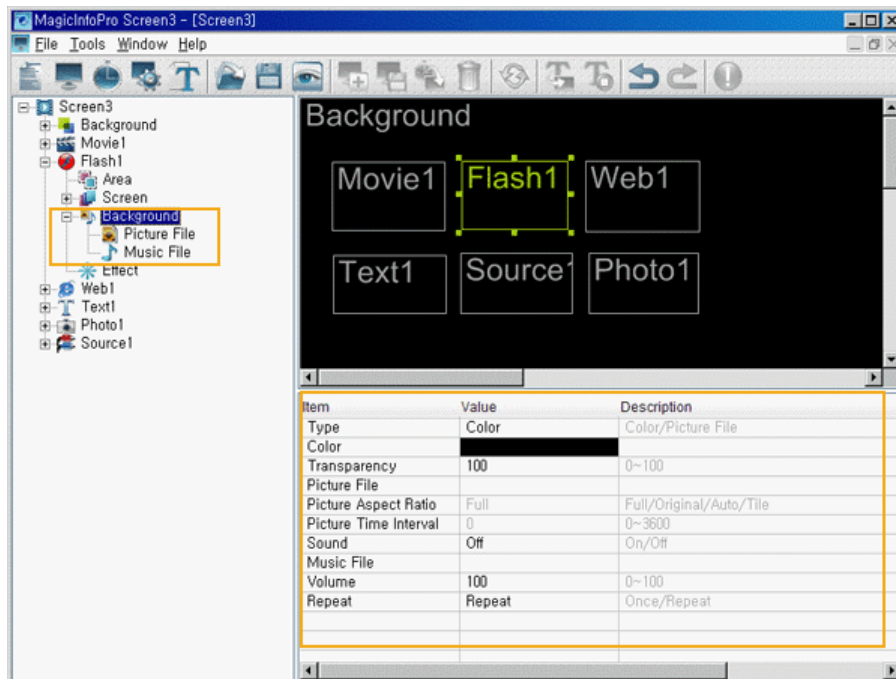 MagicInfoPro Screen3 - [Screen3]
File Tools Window Help
Screen3
Background
Movie1
Flash1
Area
Screen
Background
Picture File
Music File
Effect
Web1
Text1
Photo1
Source1
Background
Movie1 Flash1 Web1
Text1 Source1 Photo1
Item Value Description
Type Color Color/Picture File
Color
Transparency 100 0~100
Picture File
Picture Aspect Ratio Full Full/Original/Auto/Tile
Picture Time Interval 0 0~3600
Sound Off On/Off
Music File
Volume 100 0~100
Repeat Repeat Once/Repeat